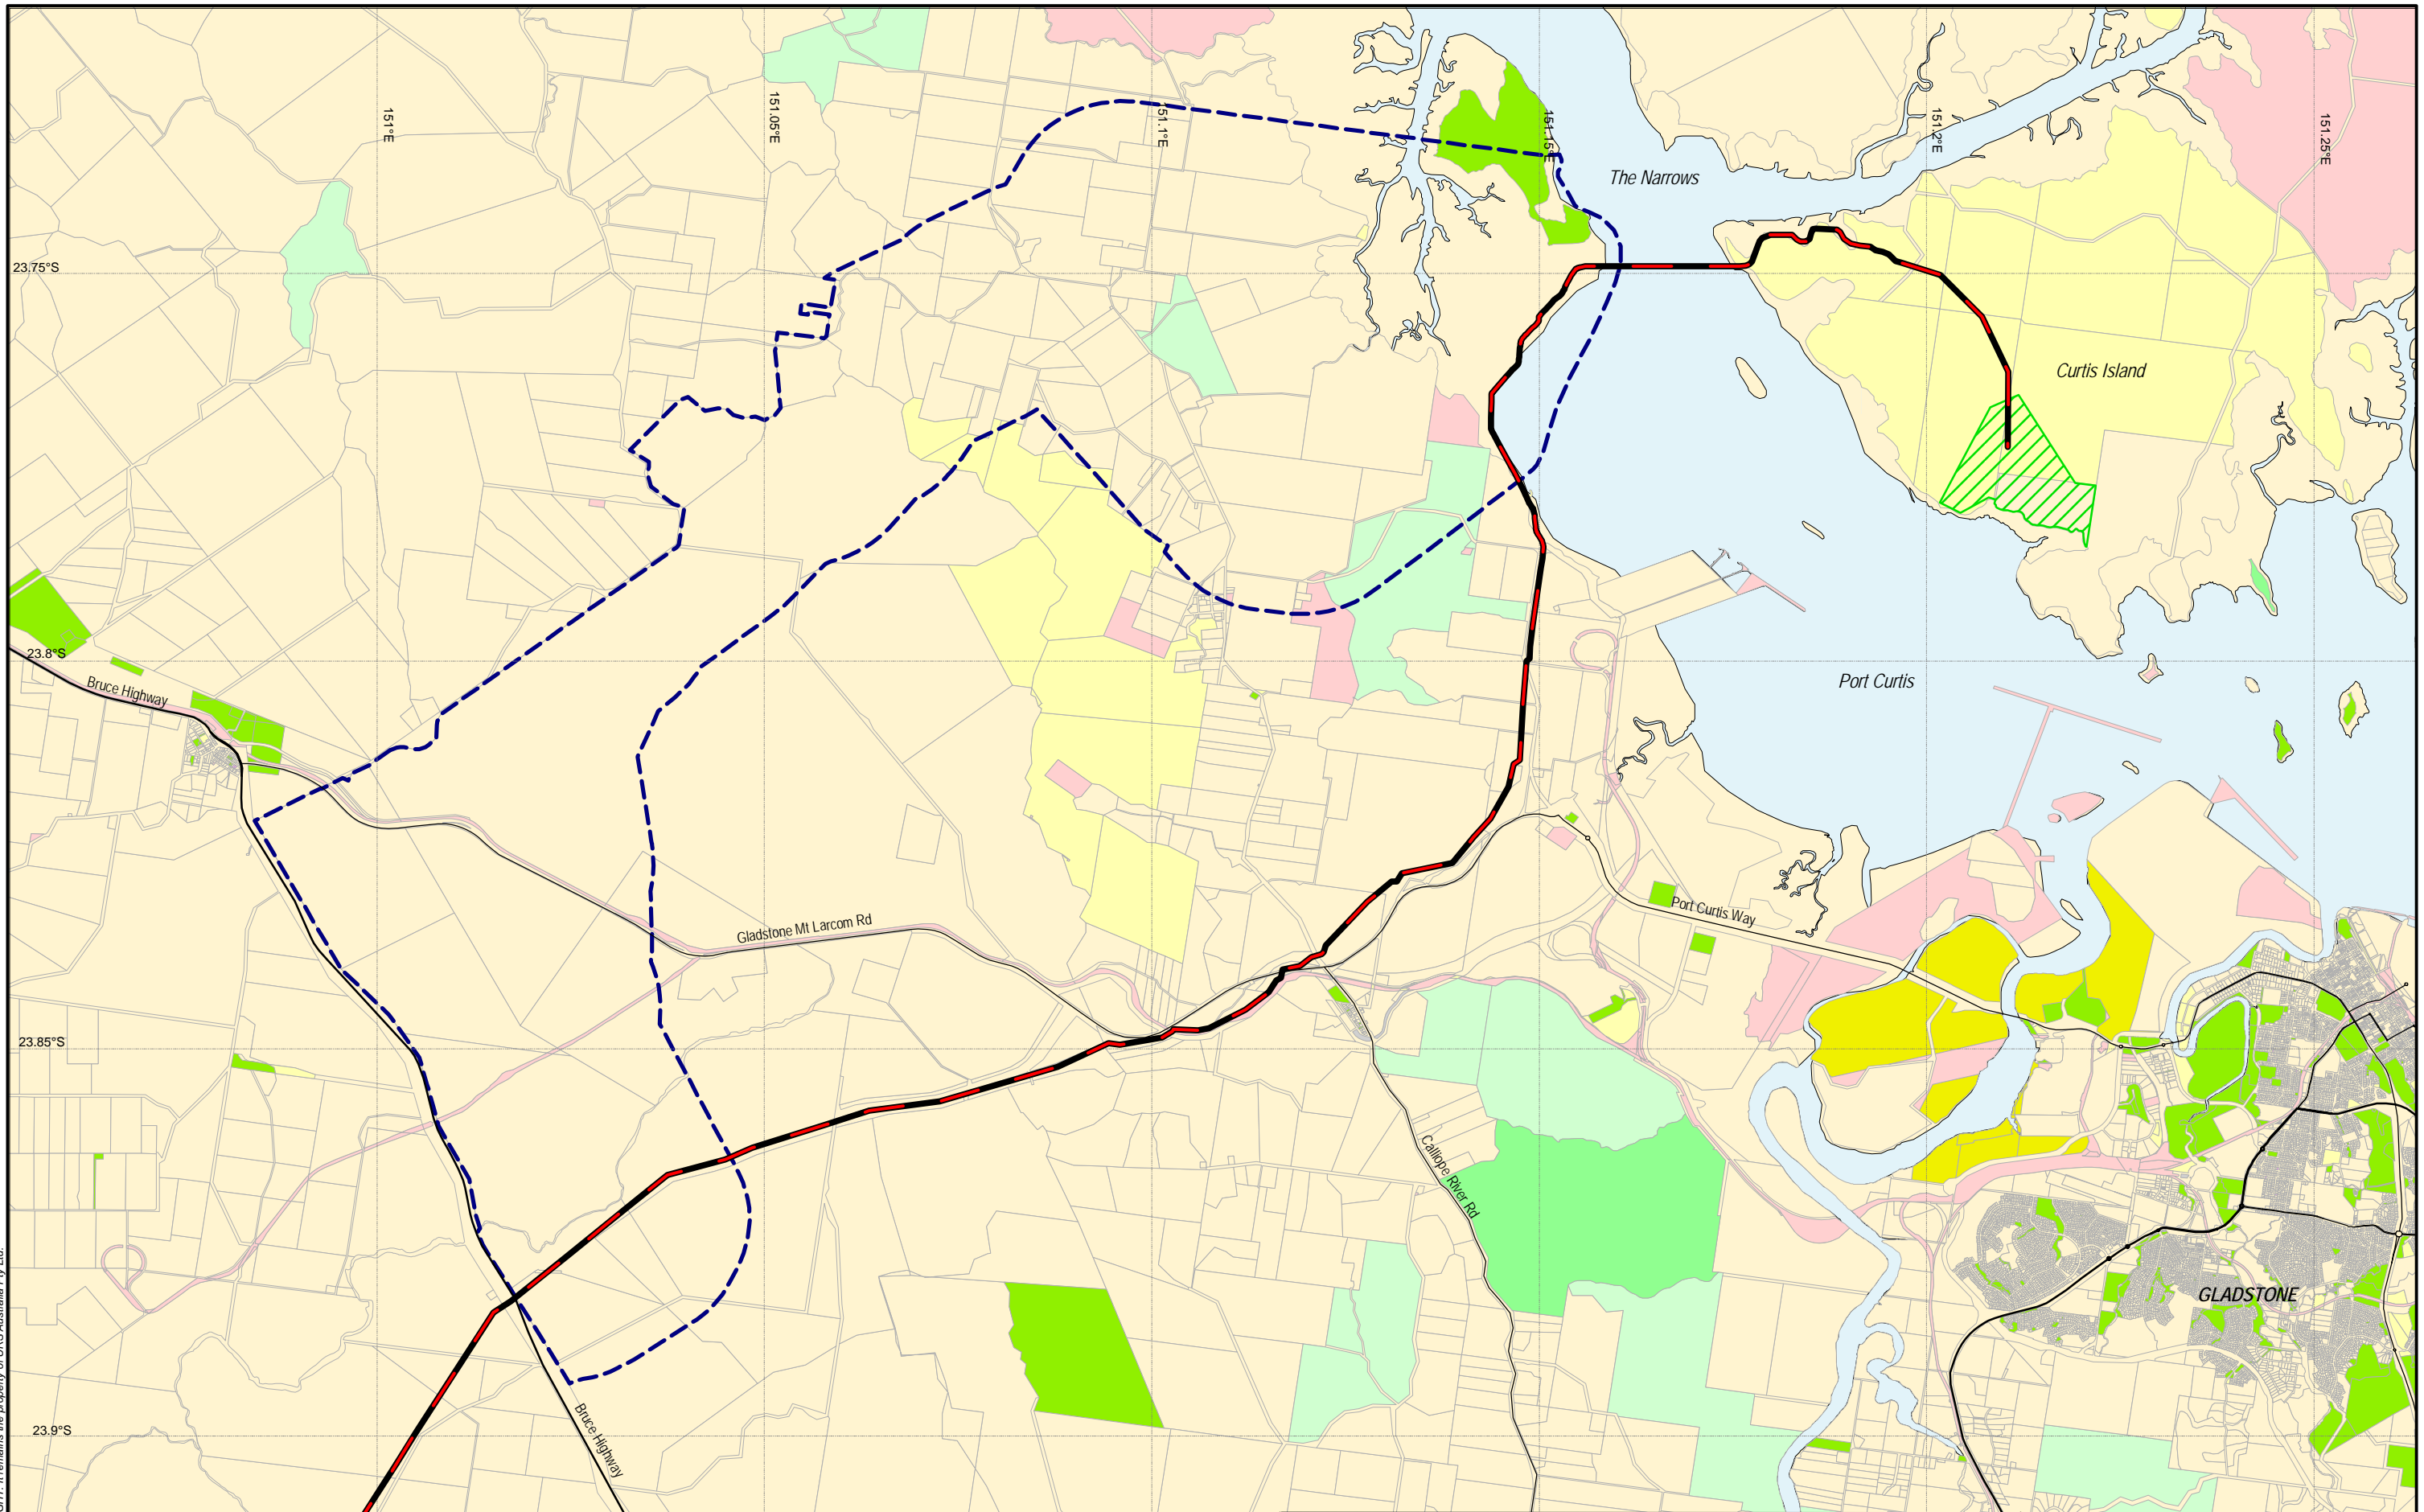 151°E
151.05°E
151.1°E
151.15°E
151.2°E
151.25°E
The Narrows
23.75°S
Curtis Island
23.8°S
Bruce Highway
Port Curtis
Gladstone Mt Larcom Rd
Port Curtis Way
23.85°S
Calliope River Rd
GLADSTONE
23.9°S
Bruce Highway